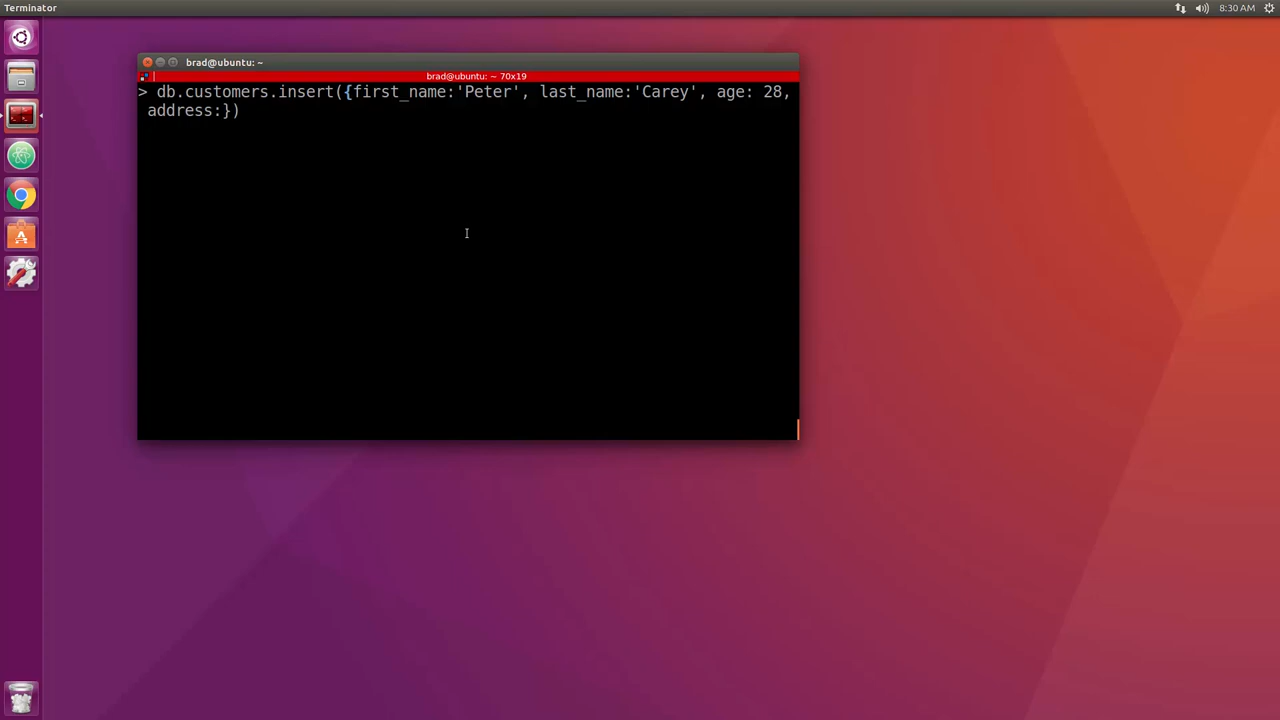 Terminator
8:30 AM
brad@ubuntu: ~
brad@ubuntu: ~ 70x19
> db.customers.insert({first_name:'Peter', last_name:'Carey', age: 28,
address:})